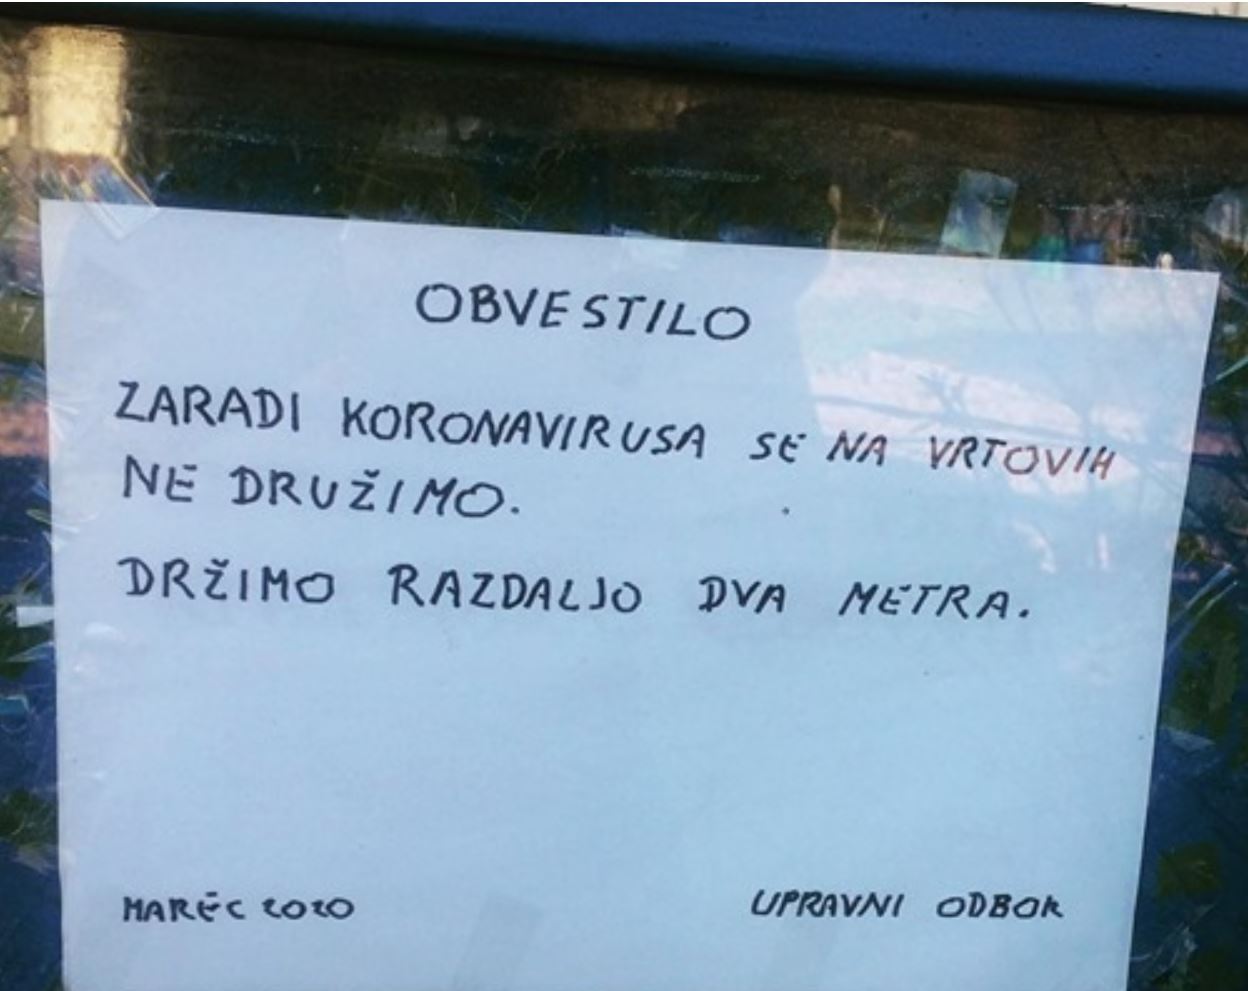 OBVESTILO
ZARADI KORONAVIRUSA SE NA VRTOVIH
NE DRUŽIMO.
DRŽIMO RAZDALJO DVA METRA.
MAREC 2020 UPRAVNI ODBOR